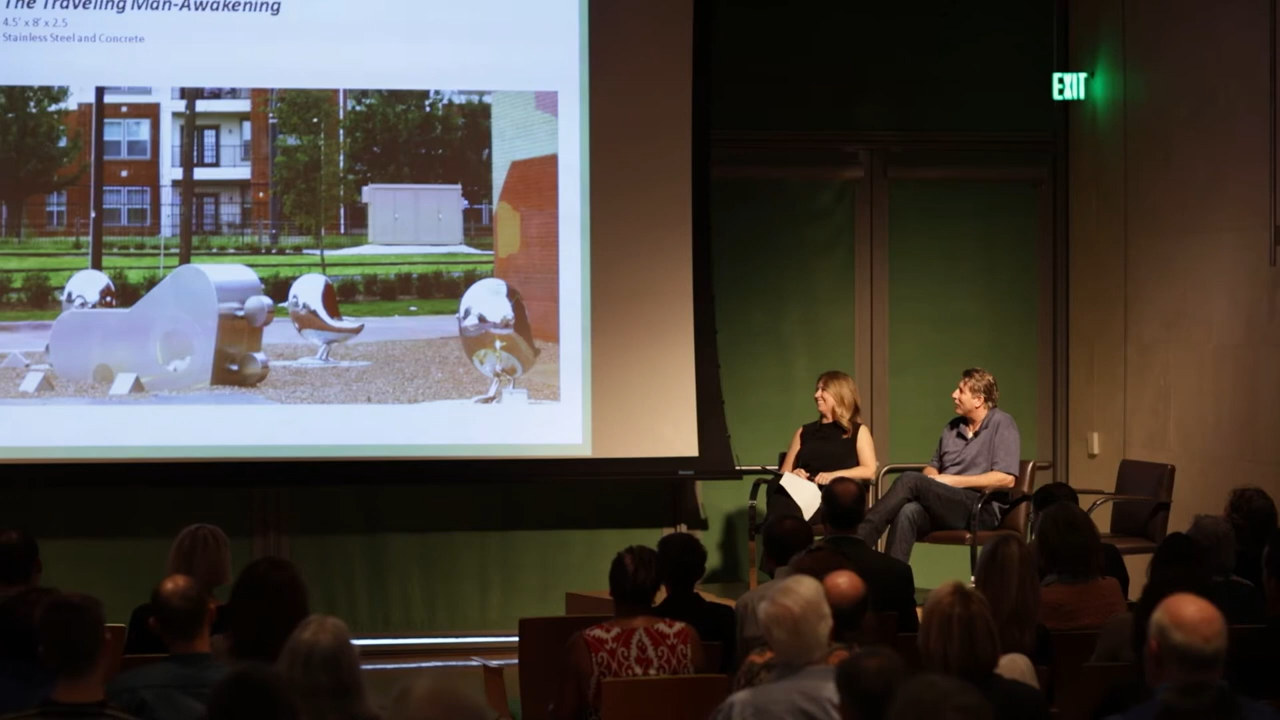 The Traveling Man-Awakening
4.5' x 8' x 2.5
Stainless Steel and Concrete
EXIT